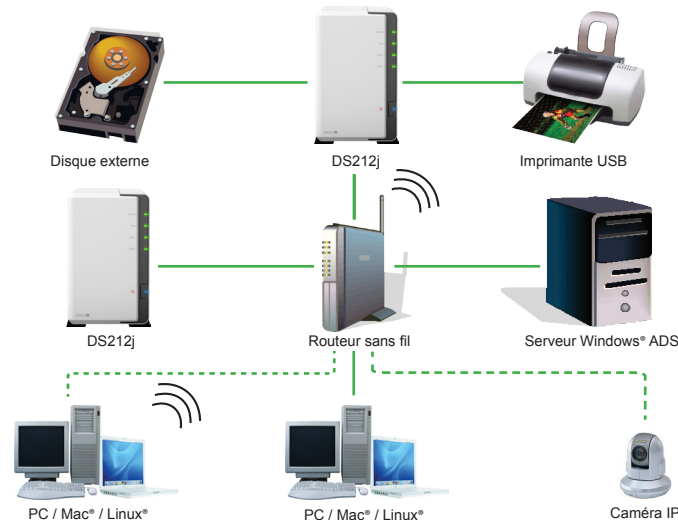 Disque externe
DS212j
Imprimante USB
DS212j
Routeur sans fil
Serveur Windows® ADS
PC / Mac® / Linux®
PC / Mac® / Linux®
Caméra IP